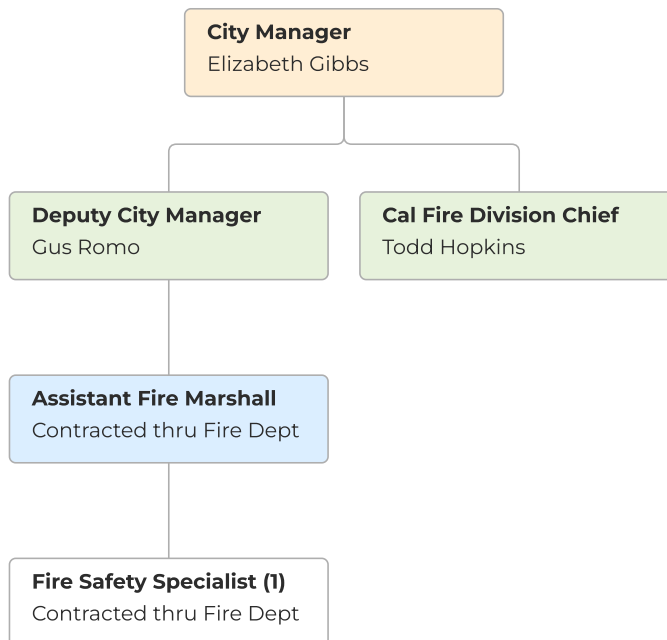 City Manager
Elizabeth Gibbs
Deputy City Manager
Gus Romo
Cal Fire Division Chief
Todd Hopkins
Assistant Fire Marshall
Contracted thru Fire Dept
Fire Safety Specialist (1)
Contracted thru Fire Dept